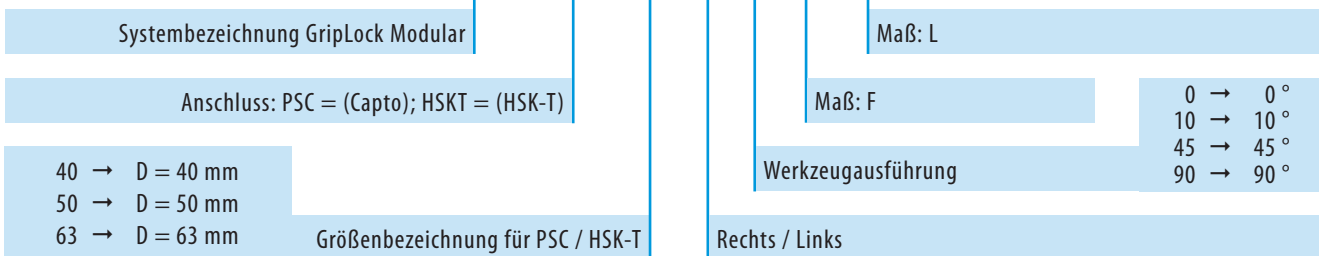 Systembezeichnung GripLock Modular
Maß: L
Anschluss: PSC = (Capto); HSKT = (HSK-T)
Maß: F
0 → 0 °
10 → 10 °
45 → 45 °
90 → 90 °
Werkzeugausführung
40 → D = 40 mm
50 → D = 50 mm
63 → D = 63 mm
Größenbezeichnung für PSC / HSK-T
Rechts / Links